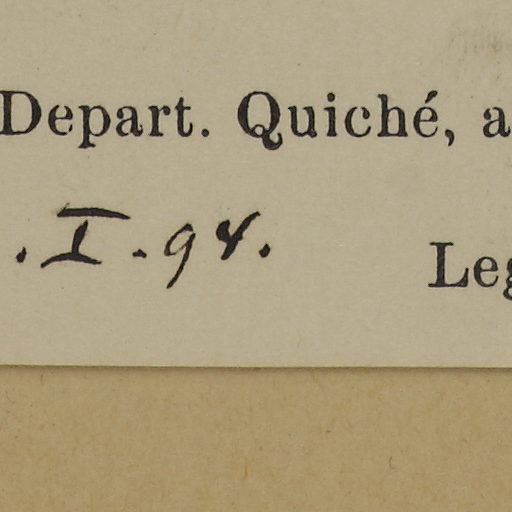 Depart. Quiché, a
. I. 94.
Leg